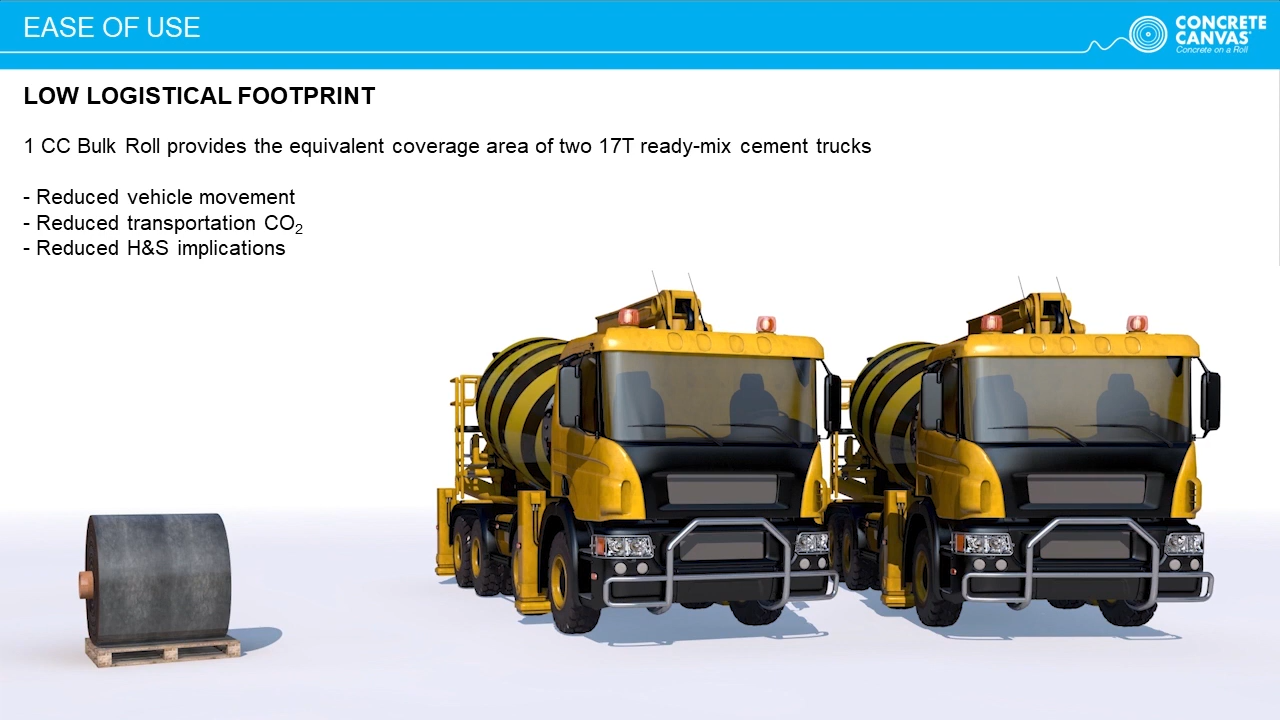 EASE OF USE
CONCRETE
CANVAS®
Concrete on a Roll
LOW LOGISTICAL FOOTPRINT
1 CC Bulk Roll provides the equivalent coverage area of two 17T ready-mix cement trucks
- Reduced vehicle movement
- Reduced transportation CO₂
- Reduced H&S implications